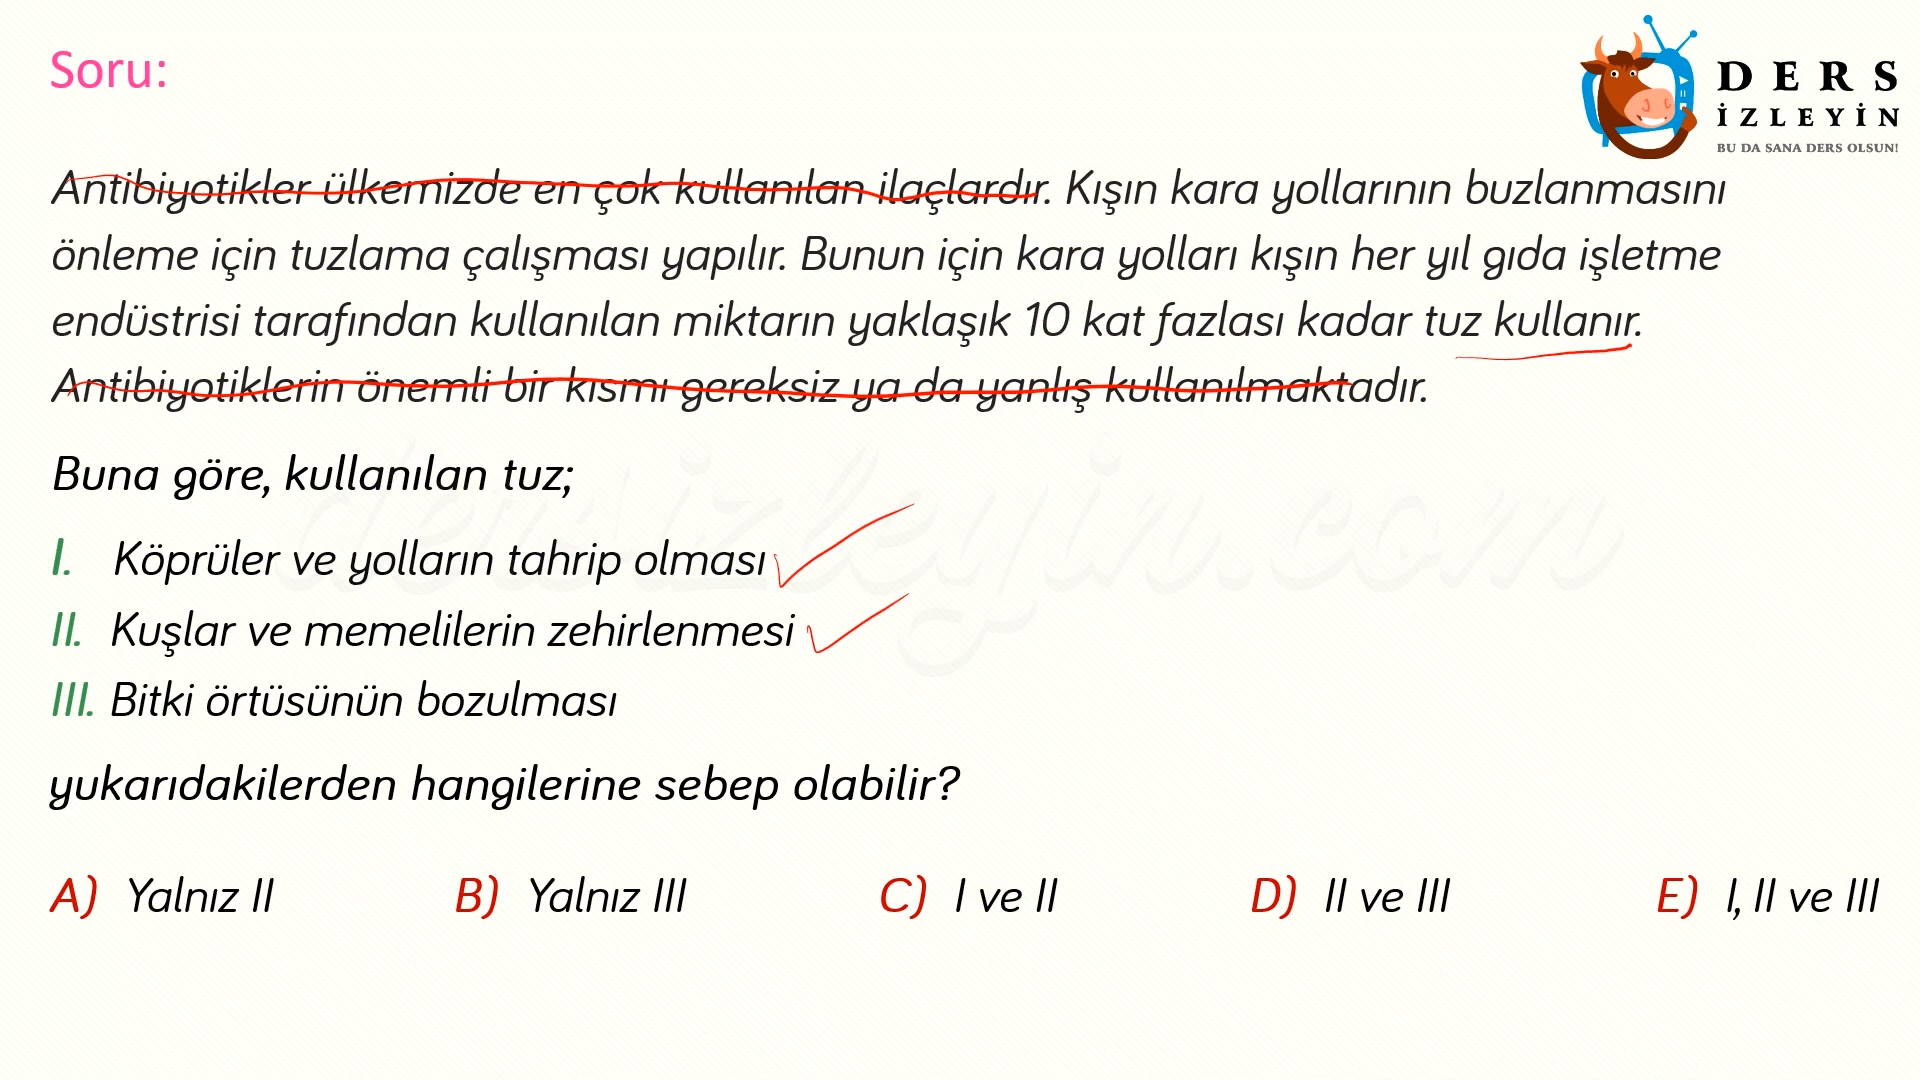 Soru:
DERS
İZLEYİN
BU DA SANA DERS OLSUN!
Antibiyotikler ülkemizde en çok kullanılan ilaçlardır. Kışın kara yollarının buzlanmasını
önleme için tuzlama çalışması yapılır. Bunun için kara yolları kışın her yıl gıda işletme
endüstrisi tarafından kullanılan miktarın yaklaşık 10 kat fazlası kadar tuz kullanır.
Antibiyotiklerin önemli bir kısmı gereksiz ya da yanlış kullanılmaktadır.
dersizleyin.com
Buna göre, kullanılan tuz;
I. Köprüler ve yolların tahrip olması
II. Kuşlar ve memelilerin zehirlenmesi
III. Bitki örtüsünün bozulması
yukarıdakilerden hangilerine sebep olabilir?
A) Yalnız II B) Yalnız III C) I ve II D) II ve III E) I, II ve III